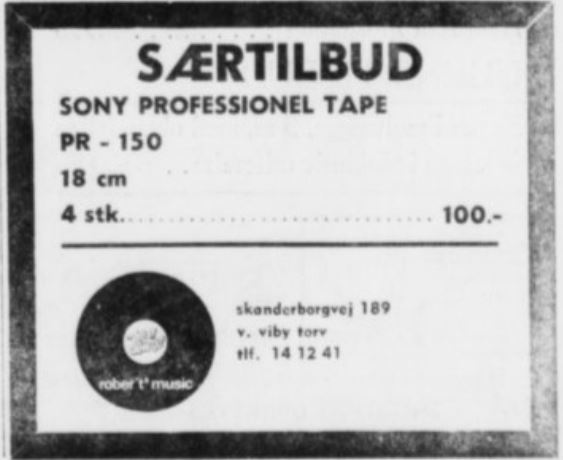 SÆRTILBUD
SONY PROFESSIONEL TAPE
PR - 150
18 cm
4 stk. 100.-
skanderborgvej 189
v. viby torv
tlf. 14 12 41
rober't' music